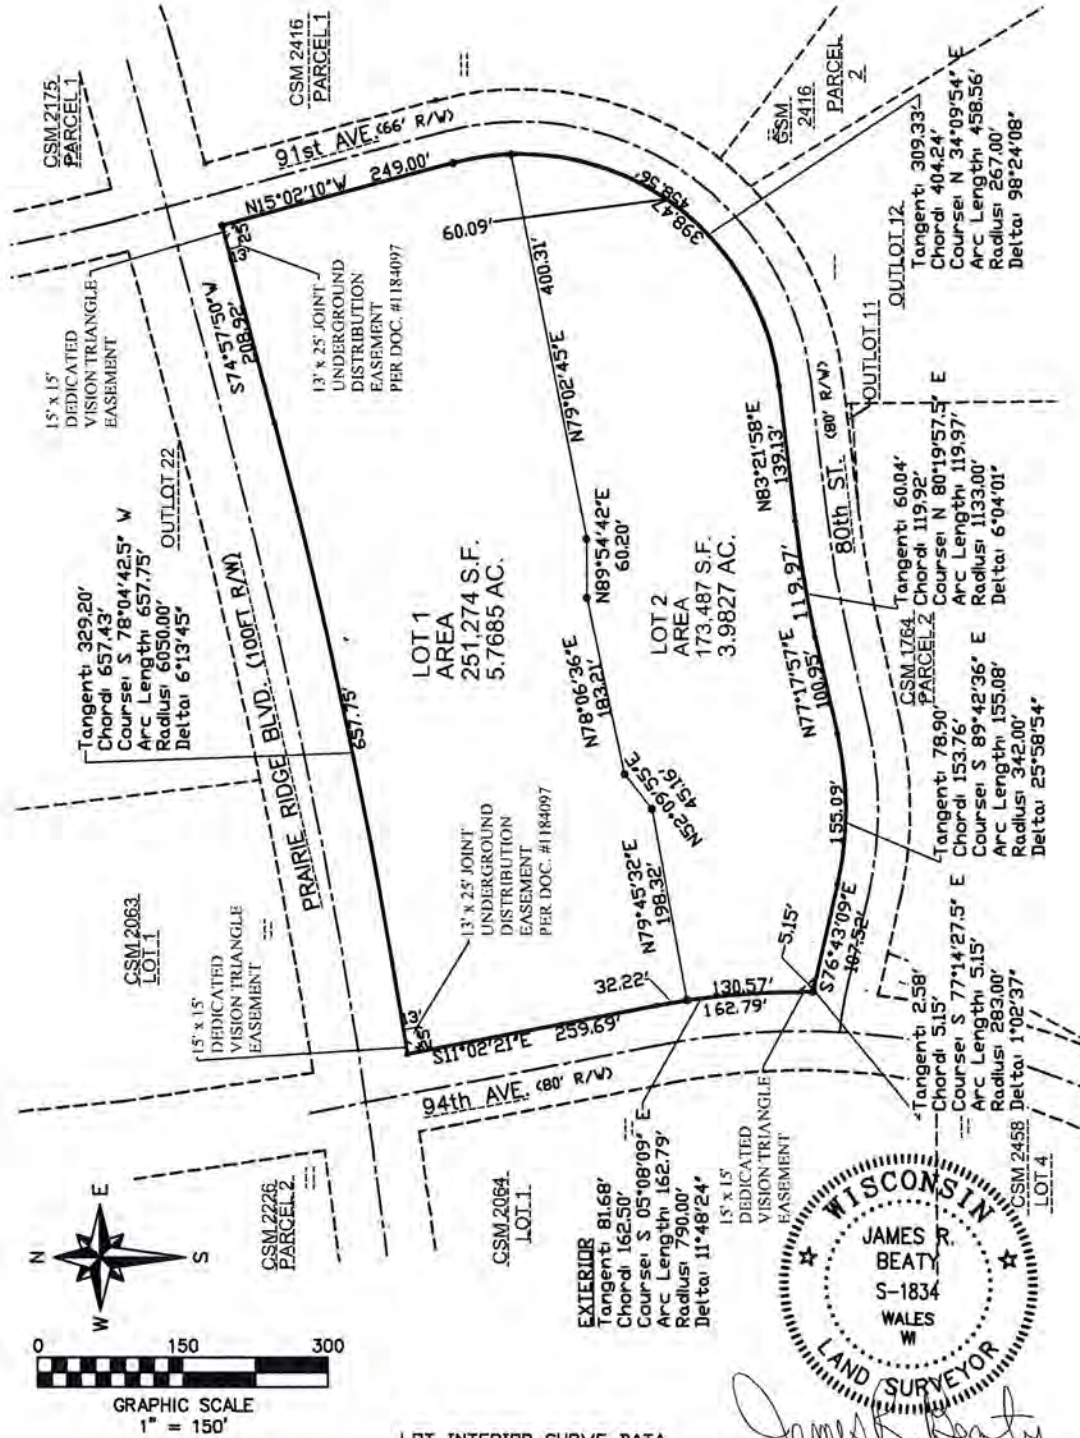 CSM 2175
PARCEL 1
CSM 2416
PARCEL 1
CSM
2416
PARCEL
2
91st AVE.
(66' R/W)
N15°02'10"W
249.00'
25'
13'
15' x 15'
DEDICATED
VISION TRIANGLE
EASEMENT
S74°57'50"W
208.92'
13' x 25' JOINT
UNDERGROUND
DISTRIBUTION
EASEMENT
PER DOC. #1184097
60.09'
458.56'
398.47'
400.31'
N79°02'45"E
OUTLOT 22
Tangent: 329.20'
Chord: 657.43'
Course: S 78°04'42.5" W
Arc Length: 657.75'
Radius: 6050.00'
Delta: 6°13'45"
PRAIRIE RIDGE BLVD. (100FT R/W)
657.75'
LOT 1
AREA
251,274 S.F.
5.7685 AC.
N89°54'42"E
60.20'
LOT 2
AREA
173,487 S.F.
3.9827 AC.
N83°21'58"E
139.13'
119.97'
80th ST. (80' R/W)
OUTLOT 11
OUTLOT 12
Tangent: 309.33'
Chord: 404.24'
Course: N 34°09'54" E
Arc Length: 458.56'
Radius: 267.00'
Delta: 98°24'08"
N78°06'36"E
183.21'
N77°17'57"E
100.95'
Tangent: 60.04'
Chord: 119.92'
Course: N 80°19'57.5" E
Arc Length: 119.97'
Radius: 1133.00'
Delta: 6°04'01"
CSM 1764
PARCEL 2
N52°09'55"E
45.16'
155.09'
Tangent: 78.90'
Chord: 153.76'
Course: S 89°42'36" E
Arc Length: 155.08'
Radius: 342.00'
Delta: 25°58'54"
CSM 2063
LOT 1
15' x 15'
DEDICATED
VISION TRIANGLE
EASEMENT
13' x 25' JOINT
UNDERGROUND
DISTRIBUTION
EASEMENT
PER DOC. #1184097
N79°45'32"E
198.32'
13'
25'
S11°02'21"E
259.69'
32.22'
130.57'
162.79'
5.15'
S76°43'09"E
107.52'
94th AVE. (80' R/W)
Tangent: 2.58'
Chord: 5.15'
Course: S 77°14'27.5" E
Arc Length: 5.15'
Radius: 283.00'
Delta: 1°02'37"
CSM 2226
PARCEL 2
CSM 2064
LOT 1
EXTERIOR
Tangent: 81.68'
Chord: 162.50'
Course: S 05°08'09" E
Arc Length: 162.79'
Radius: 790.00'
Delta: 11°48'24"
15' x 15'
DEDICATED
VISION TRIANGLE
EASEMENT
CSM 2458
LOT 4
N
E
S
W
0 150 300
GRAPHIC SCALE
1" = 150'
WISCONSIN
JAMES R.
BEATY
S-1834
WALES
WI
LAND SURVEYOR
James R. Beaty
LOT INTERIOR CURVE DATA